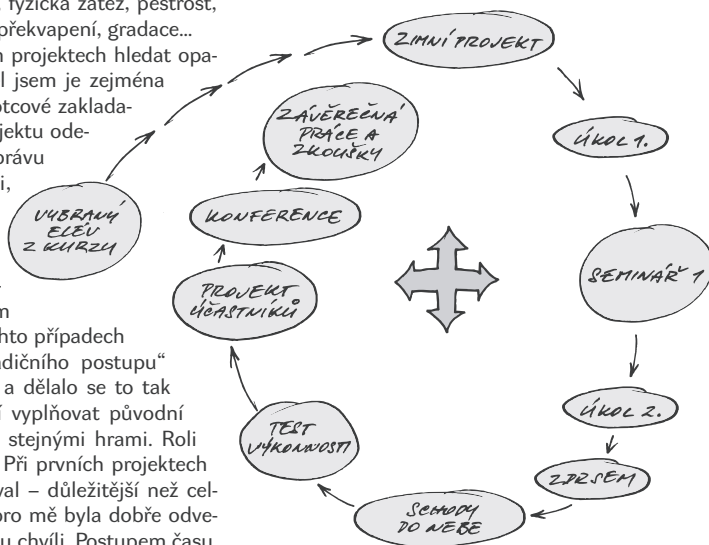 , fyzická zátěž, pestrost,
překvapení, gradace...
projektech hledat opa-
l jsem je zejména
otcové zaklada-
jektu ode-
správu
i,
m
hto případech
adičního postupu“
a dělalo se to tak
í vyplňovat původní
stejnými hrami. Roli
Při prvních projektech
val – důležitější než cel-
pro mě byla dobře odve-
u chvíli. Postupem času
VYBRANÝ
ELÉV
Z KURZU
ZIMNÍ PROJEKT
ÚKOL 1.
SEMINÁŘ 1
ÚKOL 2.
ZDRSEM
SCHODY
DO NEBE
TEST
VÝKONNOSTI
PROJEKT
ÚČASTNÍKŮ
KONFERENCE
ZÁVĚREČNÁ
PRÁCE A
ZKOUŠKY